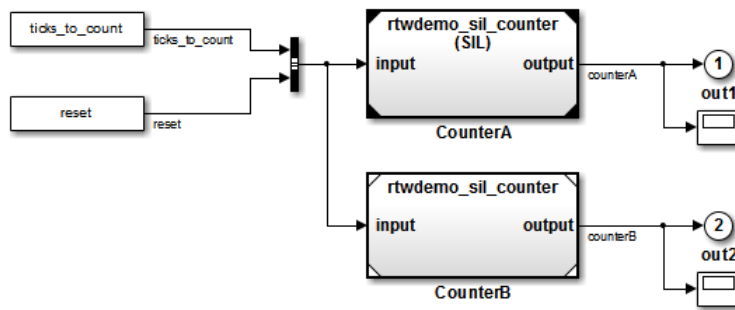 ticks_to_count
ticks_to_count
reset
reset
rtwdemo_sil_counter
(SIL)
input
output
counterA
CounterA
1
out1
rtwdemo_sil_counter
input
output
counterB
CounterB
2
out2